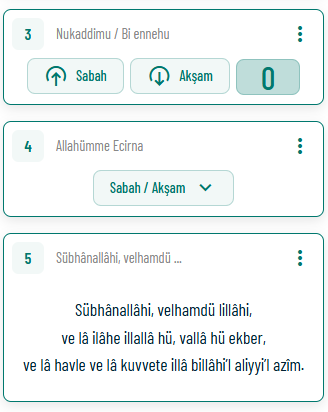 3 Nukaddimu / Bi ennehu
Sabah Akşam 0
4 Allahümme Ecirna
Sabah / Akşam
5 Sübhânallâhi, velhamdü ...
Sübhânallâhi, velhamdü lillâhi,
ve lâ ilâhe illallâ hü, vallâ hü ekber,
ve lâ havle ve lâ kuvvete illâ billâhi'l aliyyi'l azîm.